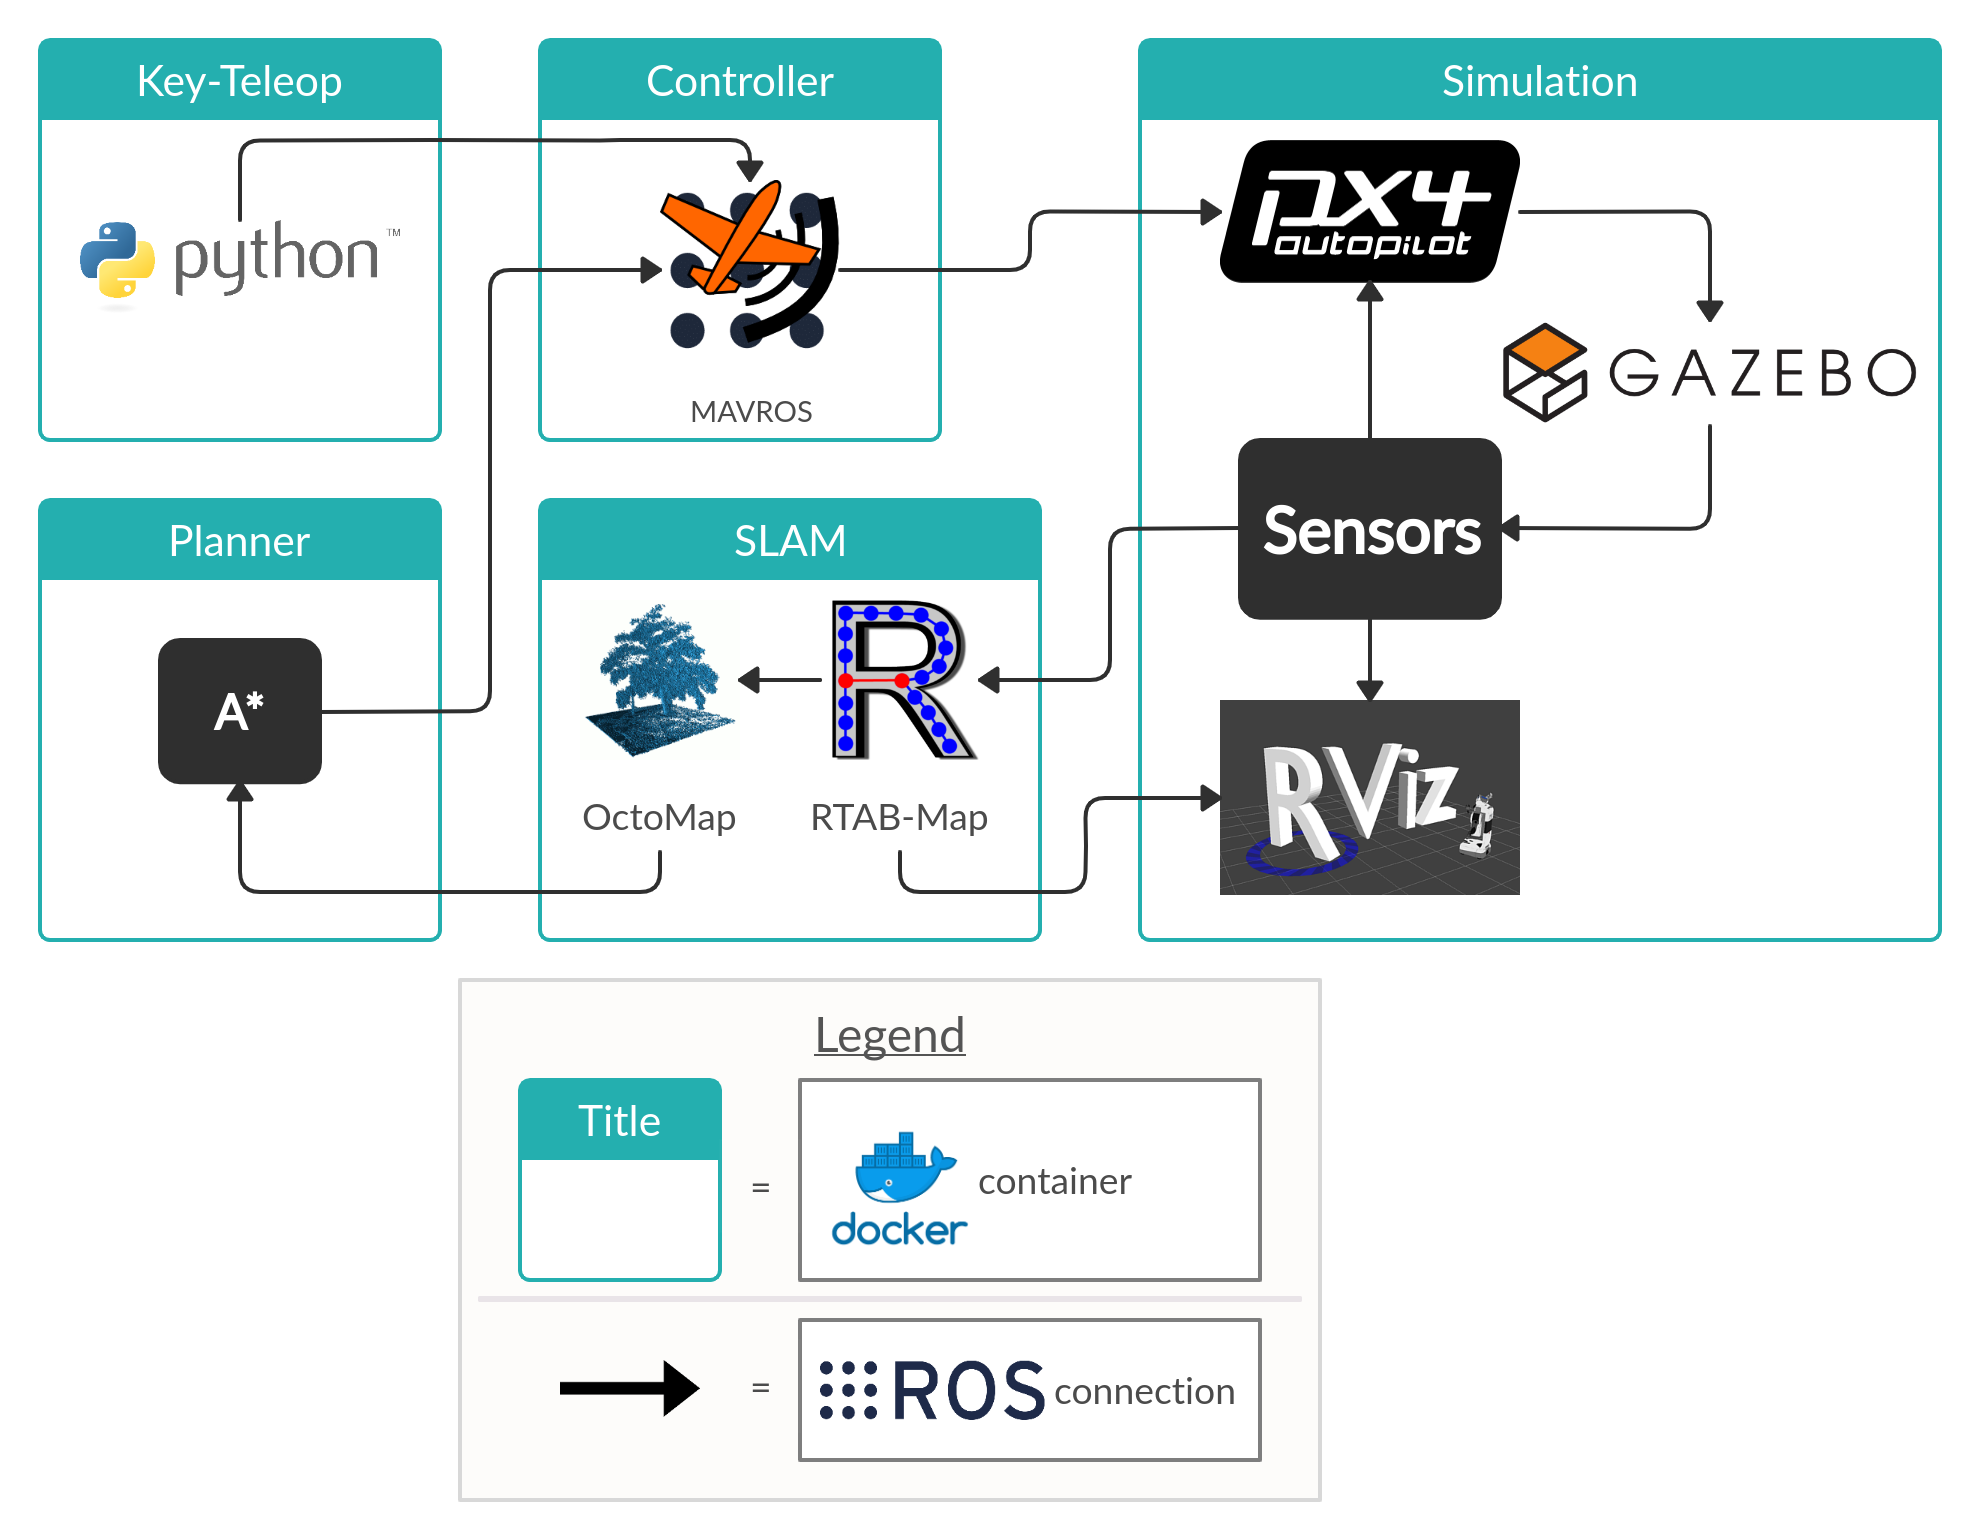 Key-Teleop
Controller
Simulation
python™
PX4
autopilot
MAVROS
GAZEBO
Planner
SLAM
Sensors
A*
OctoMap
RTAB-Map
RViz
Legend
Title
=
docker
container
=
ROS
connection